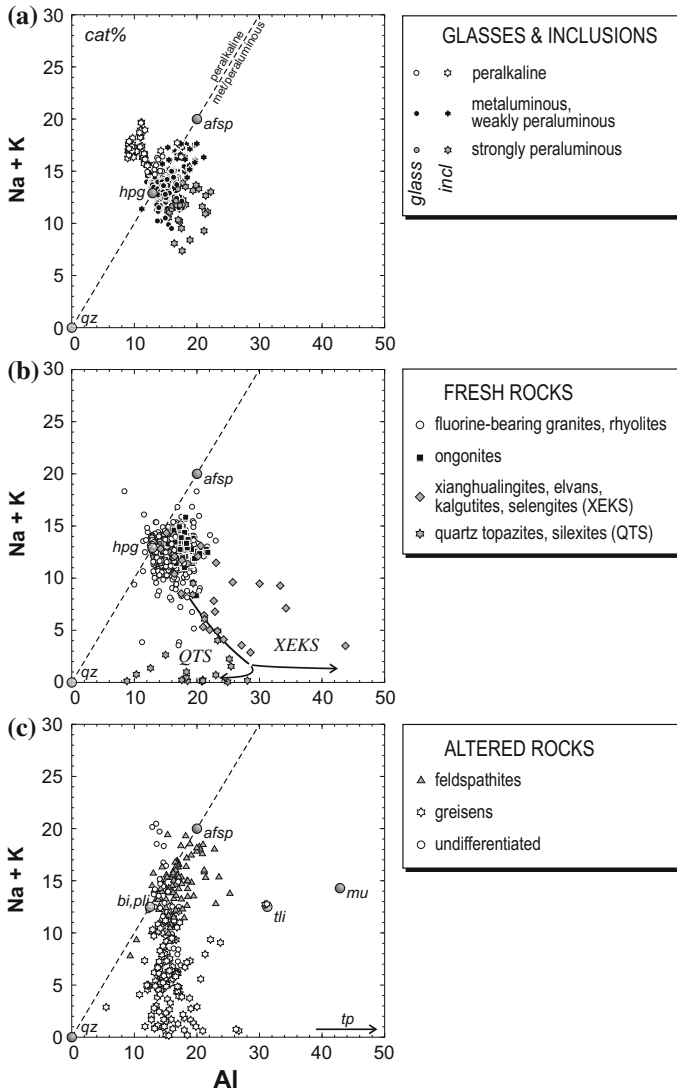 (a)
cat%
peralkaline
met/peraluminous
afsp
hpg
qz
Na + K
30
25
20
15
10
5
0
0 10 20 30 40 50
GLASSES & INCLUSIONS
peralkaline
metaluminous,
weakly peraluminous
strongly peraluminous
glass
incl
(b)
afsp
hpg
qz
QTS
XEKS
Na + K
30
25
20
15
10
5
0
0 10 20 30 40 50
FRESH ROCKS
fluorine-bearing granites, rhyolites
ongonites
xianghualingites, elvans,
kalgutites, selengites (XEKS)
quartz topazites, silexites (QTS)
(c)
afsp
bi,pli
mu
tli
qz
tp
Na + K
30
25
20
15
10
5
0
0 10 20 30 40 50
Al
ALTERED ROCKS
feldspathites
greisens
undifferentiated